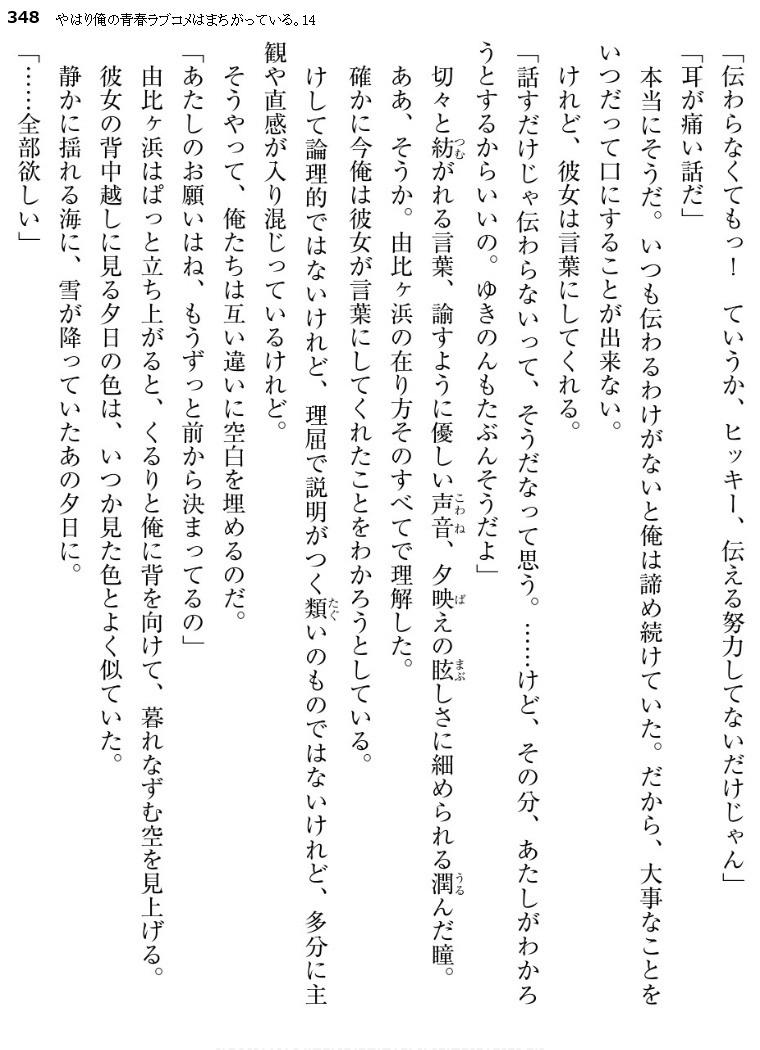 348 やはり俺の青春ラブコメはまちがっている。14
「伝わらなくてもっ！　ていうか、ヒッキー、伝える努力してないだけじゃん」
「耳が痛い話だ」
本当にそうだ。いつも伝わるわけがないと俺は諦め続けていた。だから、大事なことを
いつだって口にすることが出来ない。
けれど、彼女は言葉にしてくれる。
「話すだけじゃ伝わらないって、そうだなって思う。……けど、その分、あたしがわかろ
うとするからいいの。ゆきのんもたぶんそうだよ」
切々と紡つむがれる言葉、諭すように優しい声音こわね、夕映ばえの眩まぶしさに細められる潤うるんだ瞳。
ああ、そうか。由比ヶ浜の在り方そのすべてで理解した。
確かに今俺は彼女が言葉にしてくれたことをわかろうとしている。
けして論理的ではないけれど、理屈で説明がつく類たぐいのものではないけれど、多分に主
観や直感が入り混じっているけれど。
そうやって、俺たちは互い違いに空白を埋めるのだ。
「あたしのお願いはね、もうずっと前から決まってるの」
由比ヶ浜はぱっと立ち上がると、くるりと俺に背を向けて、暮れなずむ空を見上げる。
彼女の背中越しに見る夕日の色は、いつか見た色とよく似ていた。
静かに揺れる海に、雪が降っていたあの夕日に。
「……全部欲しい」